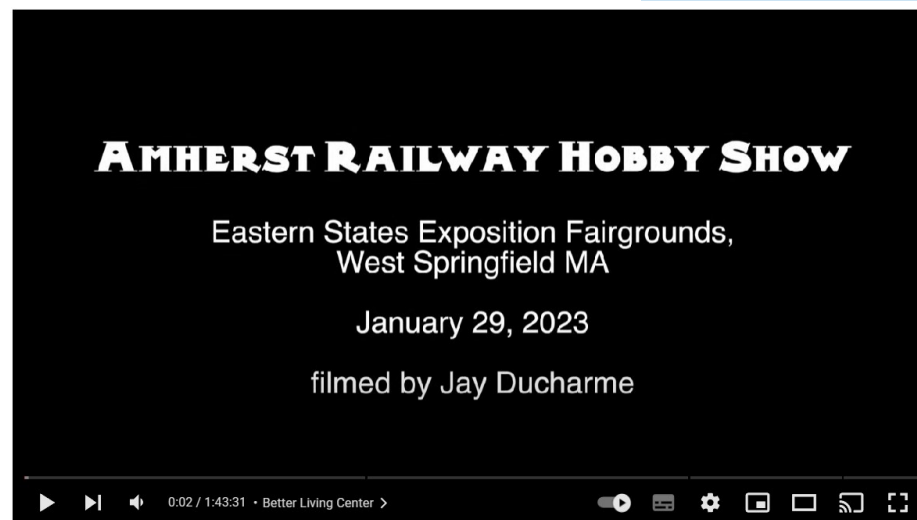 AMHERST RAILWAY HOBBY SHOW
Eastern States Exposition Fairgrounds,
West Springfield MA
January 29, 2023
filmed by Jay Ducharme
0:02 / 1:43:31 • Better Living Center >